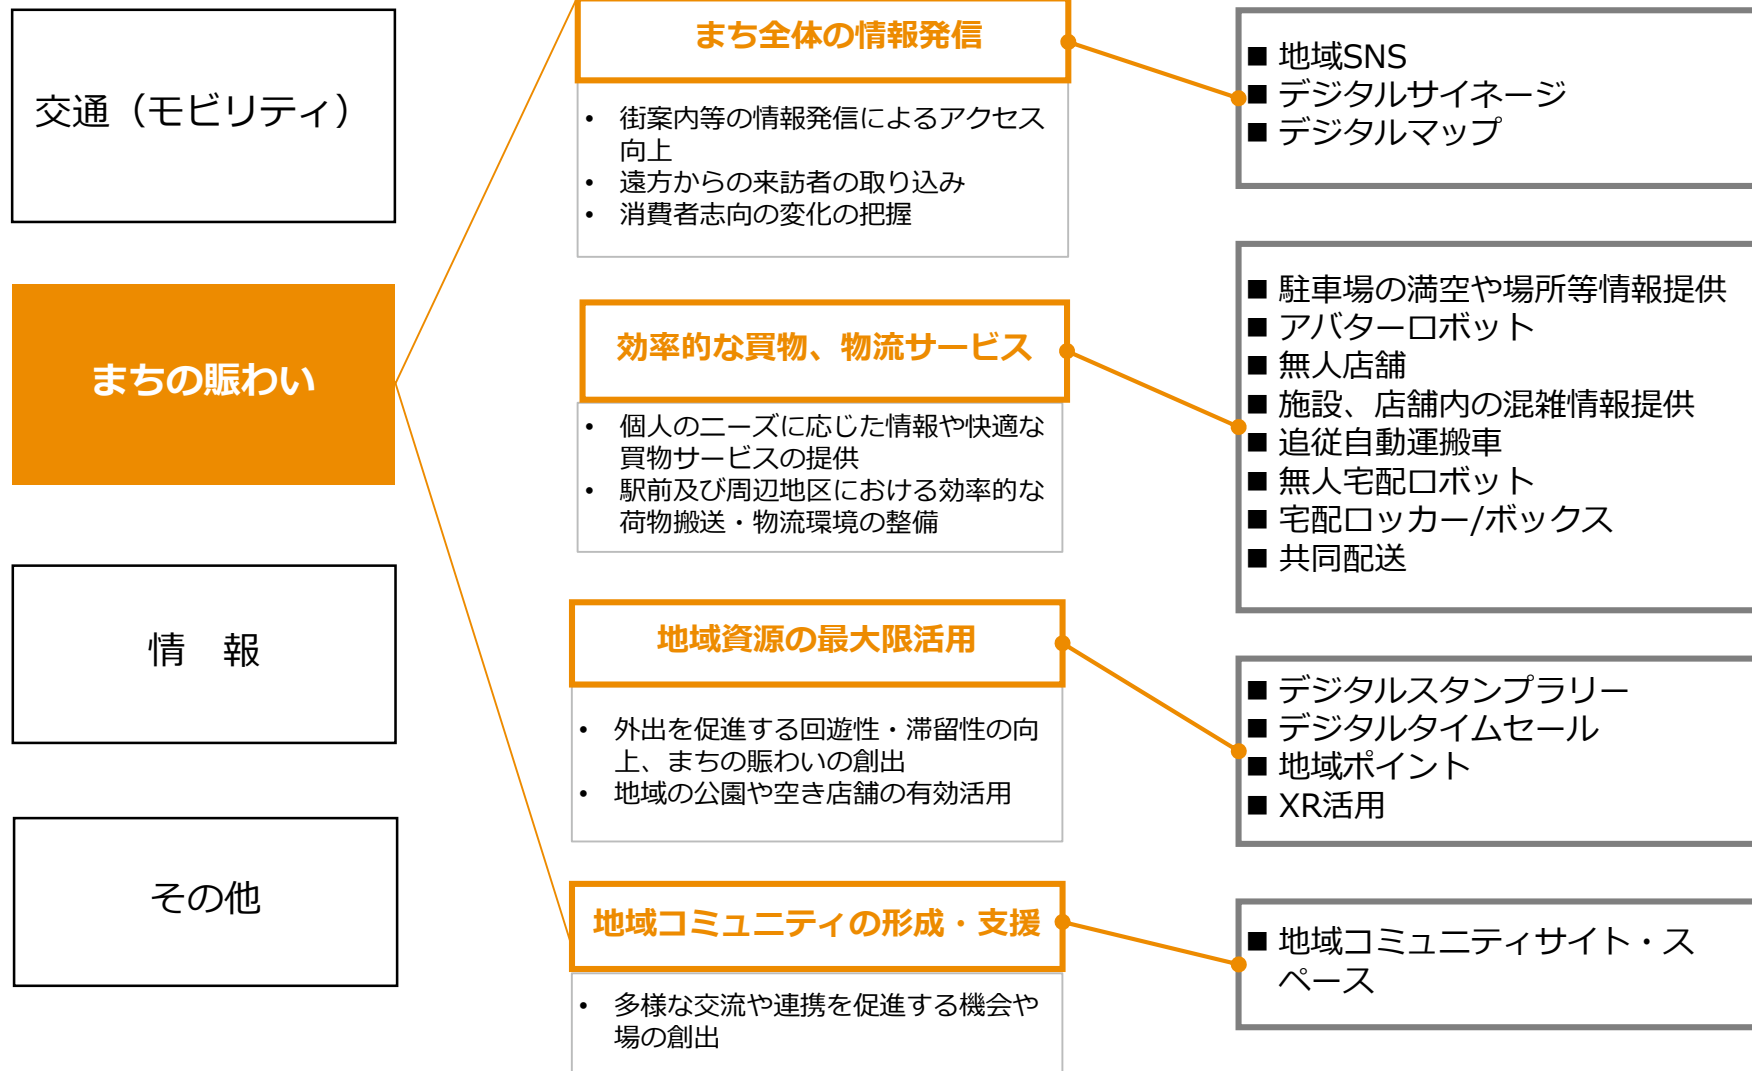 交通（モビリティ）
まちの賑わい
情　報
その他
まち全体の情報発信
• 街案内等の情報発信によるアクセス
向上
• 遠方からの来訪者の取り込み
• 消費者志向の変化の把握
効率的な買物、物流サービス
• 個人のニーズに応じた情報や快適な
買物サービスの提供
• 駅前及び周辺地区における効率的な
荷物搬送・物流環境の整備
地域資源の最大限活用
• 外出を促進する回遊性・滞留性の向
上、まちの賑わいの創出
• 地域の公園や空き店舗の有効活用
地域コミュニティの形成・支援
• 多様な交流や連携を促進する機会や
場の創出
■ 地域SNS
■ デジタルサイネージ
■ デジタルマップ
■ 駐車場の満空や場所等情報提供
■ アバターロボット
■ 無人店舗
■ 施設、店舗内の混雑情報提供
■ 追従自動運搬車
■ 無人宅配ロボット
■ 宅配ロッカー/ボックス
■ 共同配送
■ デジタルスタンプラリー
■ デジタルタイムセール
■ 地域ポイント
■ XR活用
■ 地域コミュニティサイト・ス
ペース